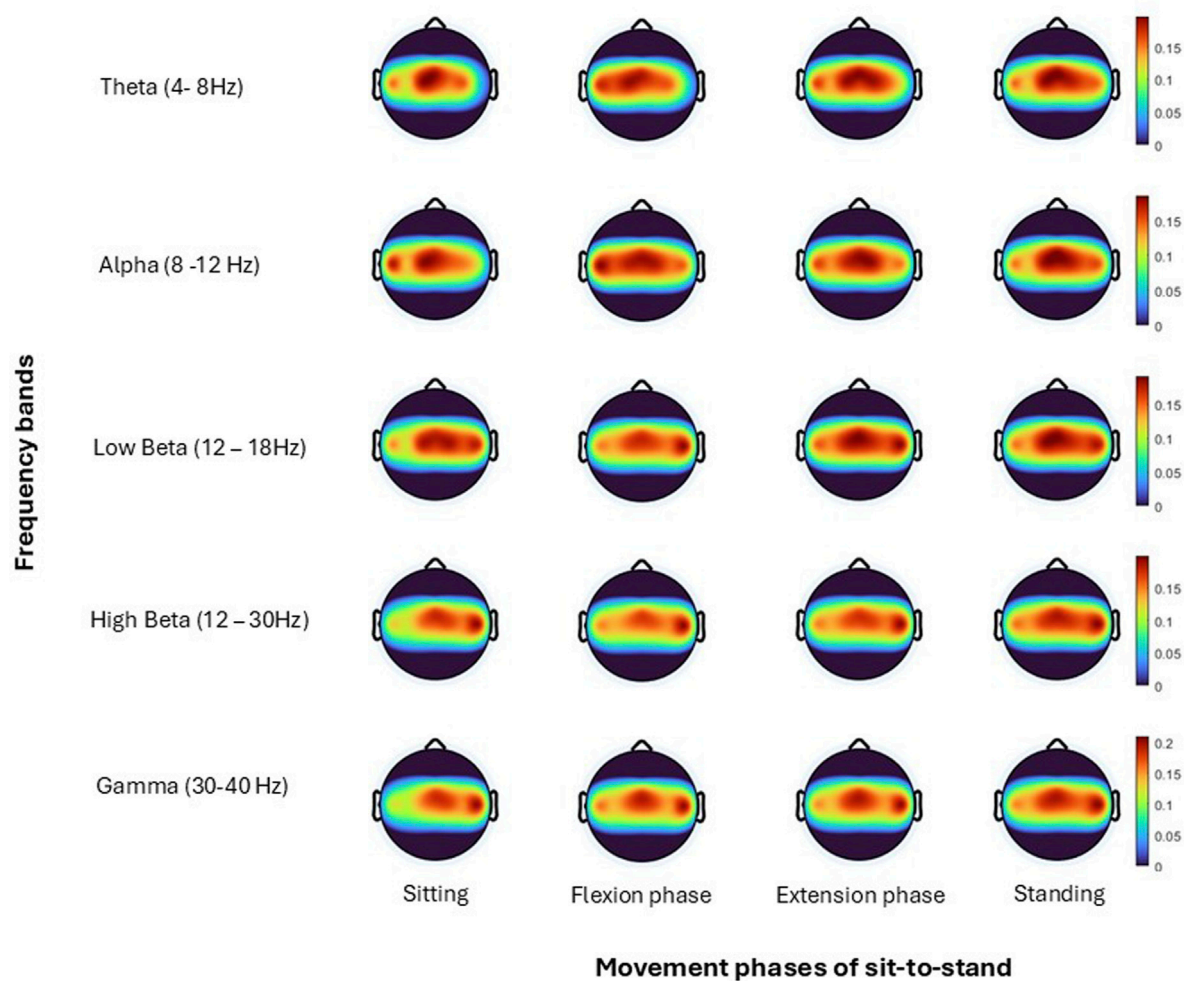 Frequency bands
Theta (4- 8Hz)
0.15
0.1
0.05
0
Alpha (8 -12 Hz)
0.15
0.1
0.05
0
Low Beta (12 – 18Hz)
0.15
0.1
0.05
0
High Beta (12 – 30Hz)
0.15
0.1
0.05
0
Gamma (30-40 Hz)
0.2
0.15
0.1
0.05
0
Sitting
Flexion phase
Extension phase
Standing
Movement phases of sit-to-stand